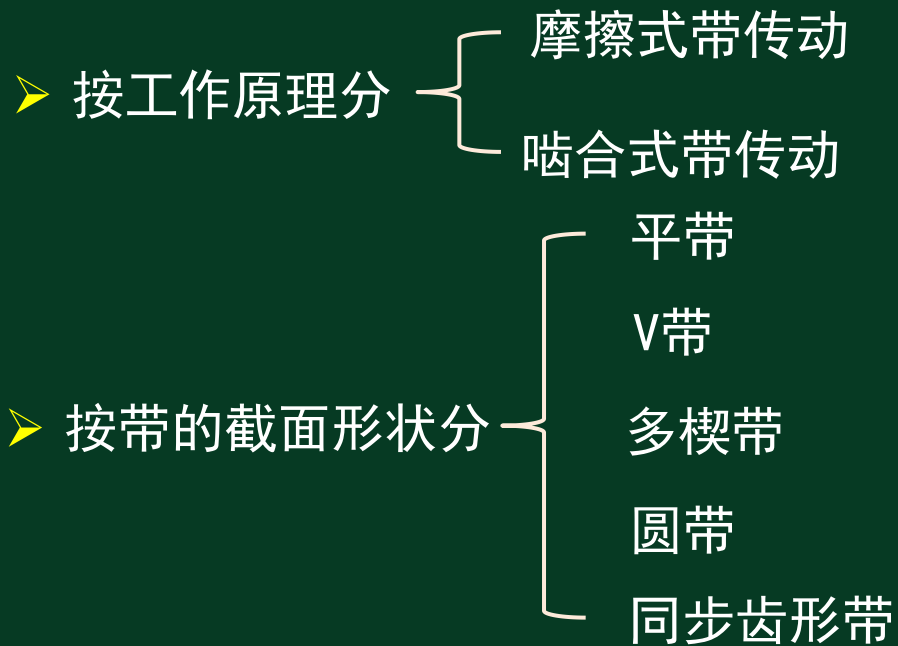 按工作原理分
摩擦式带传动
啮合式带传动
按带的截面形状分
平带
V带
多楔带
圆带
同步齿形带